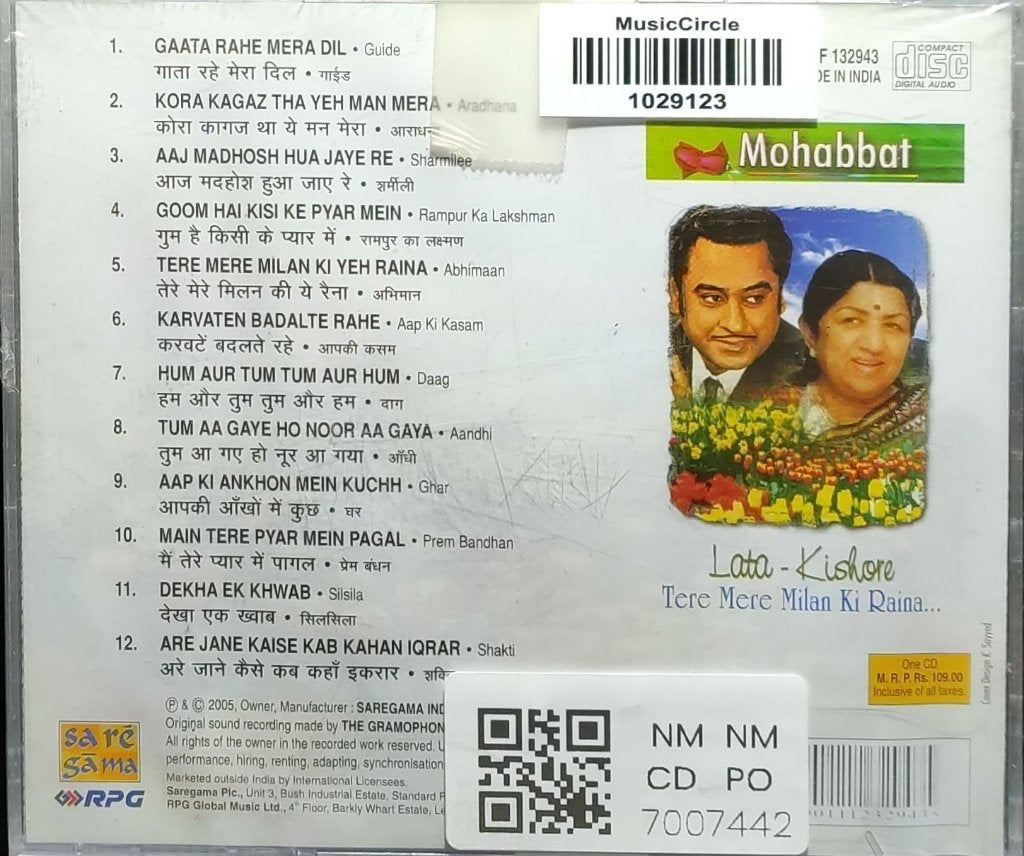 MusicCircle
1029123
F 132943
DE IN INDIA
COMPACT
disc
DIGITAL AUDIO
1. GAATA RAHE MERA DIL • Guide
गाता रहे मेरा दिल • गाईड
2. KORA KAGAZ THA YEH MAN MERA • Aradhana
कोरा कागज था ये मन मेरा • आराधन
3. AAJ MADHOSH HUA JAYE RE • Sharmilee
आज मदहोश हुआ जाए रे • शर्मीली
4. GOOM HAI KISI KE PYAR MEIN • Rampur Ka Lakshman
गुम है किसी के प्यार में • रामपुर का लक्ष्मण
5. TERE MERE MILAN KI YEH RAINA • Abhimaan
तेरे मेरे मिलन की ये रैना • अभिमान
6. KARVATEN BADALTE RAHE • Aap Ki Kasam
करवटें बदलते रहे • आपकी कसम
7. HUM AUR TUM TUM AUR HUM • Daag
हम और तुम तुम और हम • दाग
8. TUM AA GAYE HO NOOR AA GAYA • Aandhi
तुम आ गए हो नूर आ गया • आँधी
9. AAP KI ANKHON MEIN KUCHH • Ghar
आपकी आँखों में कुछ • घर
10. MAIN TERE PYAR MEIN PAGAL • Prem Bandhan
मैं तेरे प्यार में पागल • प्रेम बंधन
11. DEKHA EK KHWAB • Silsila
देखा एक ख्वाब • सिलसिला
12. ARE JANE KAISE KAB KAHAN IQRAR • Shakti
अरे जाने कैसे कब कहाँ इकरार •
Mohabbat
Lata - Kishore
Tere Mere Milan Ki Raina...
One CD
M. R. P. Rs. 109.00
Inclusive of all taxes.
Cover Design K. Sayyed
sa ré
gāma
RPG
℗ & © 2005, Owner, Manufacturer : SAREGAMA IND
Original sound recording made by THE GRAMOPHON
All rights of the owner in the recorded work reserved. U
performance, hiring, renting, adapting, synchronisation
Marketed outside India by International Licensees.
Saregama Plc., Unit 3, Bush Industrial Estate, Standard R
RPG Global Music Ltd., 4th Floor, Barkly Whart Estate, Le
NM NM
CD PO
7007442